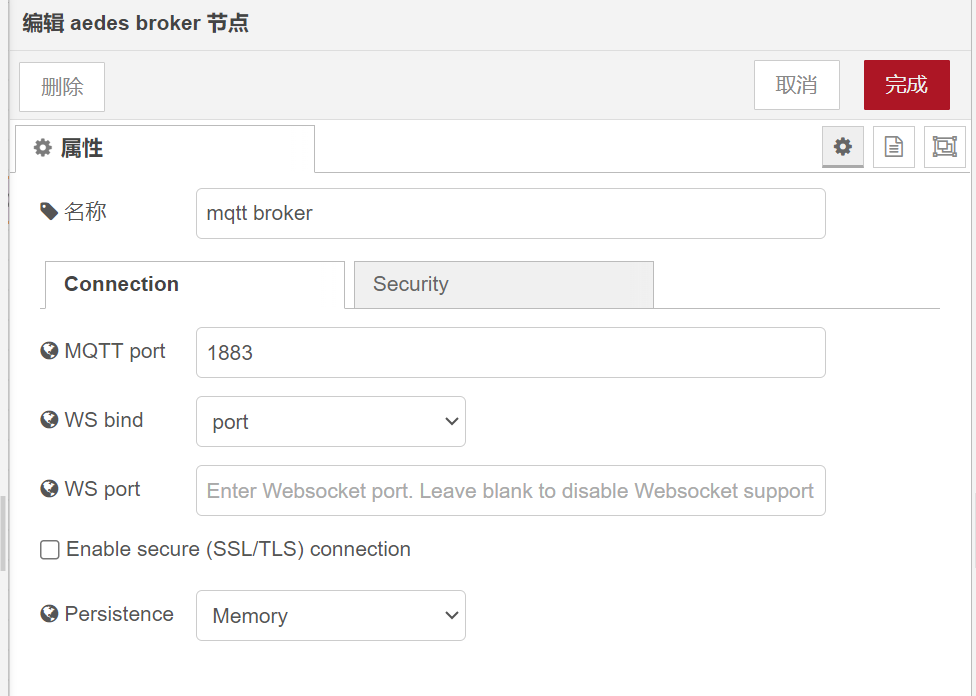 编辑 aedes broker 节点
删除
取消
完成
属性
名称
mqtt broker
Connection
Security
MQTT port
1883
WS bind
port
WS port
Enter Websocket port. Leave blank to disable Websocket support
Enable secure (SSL/TLS) connection
Persistence
Memory